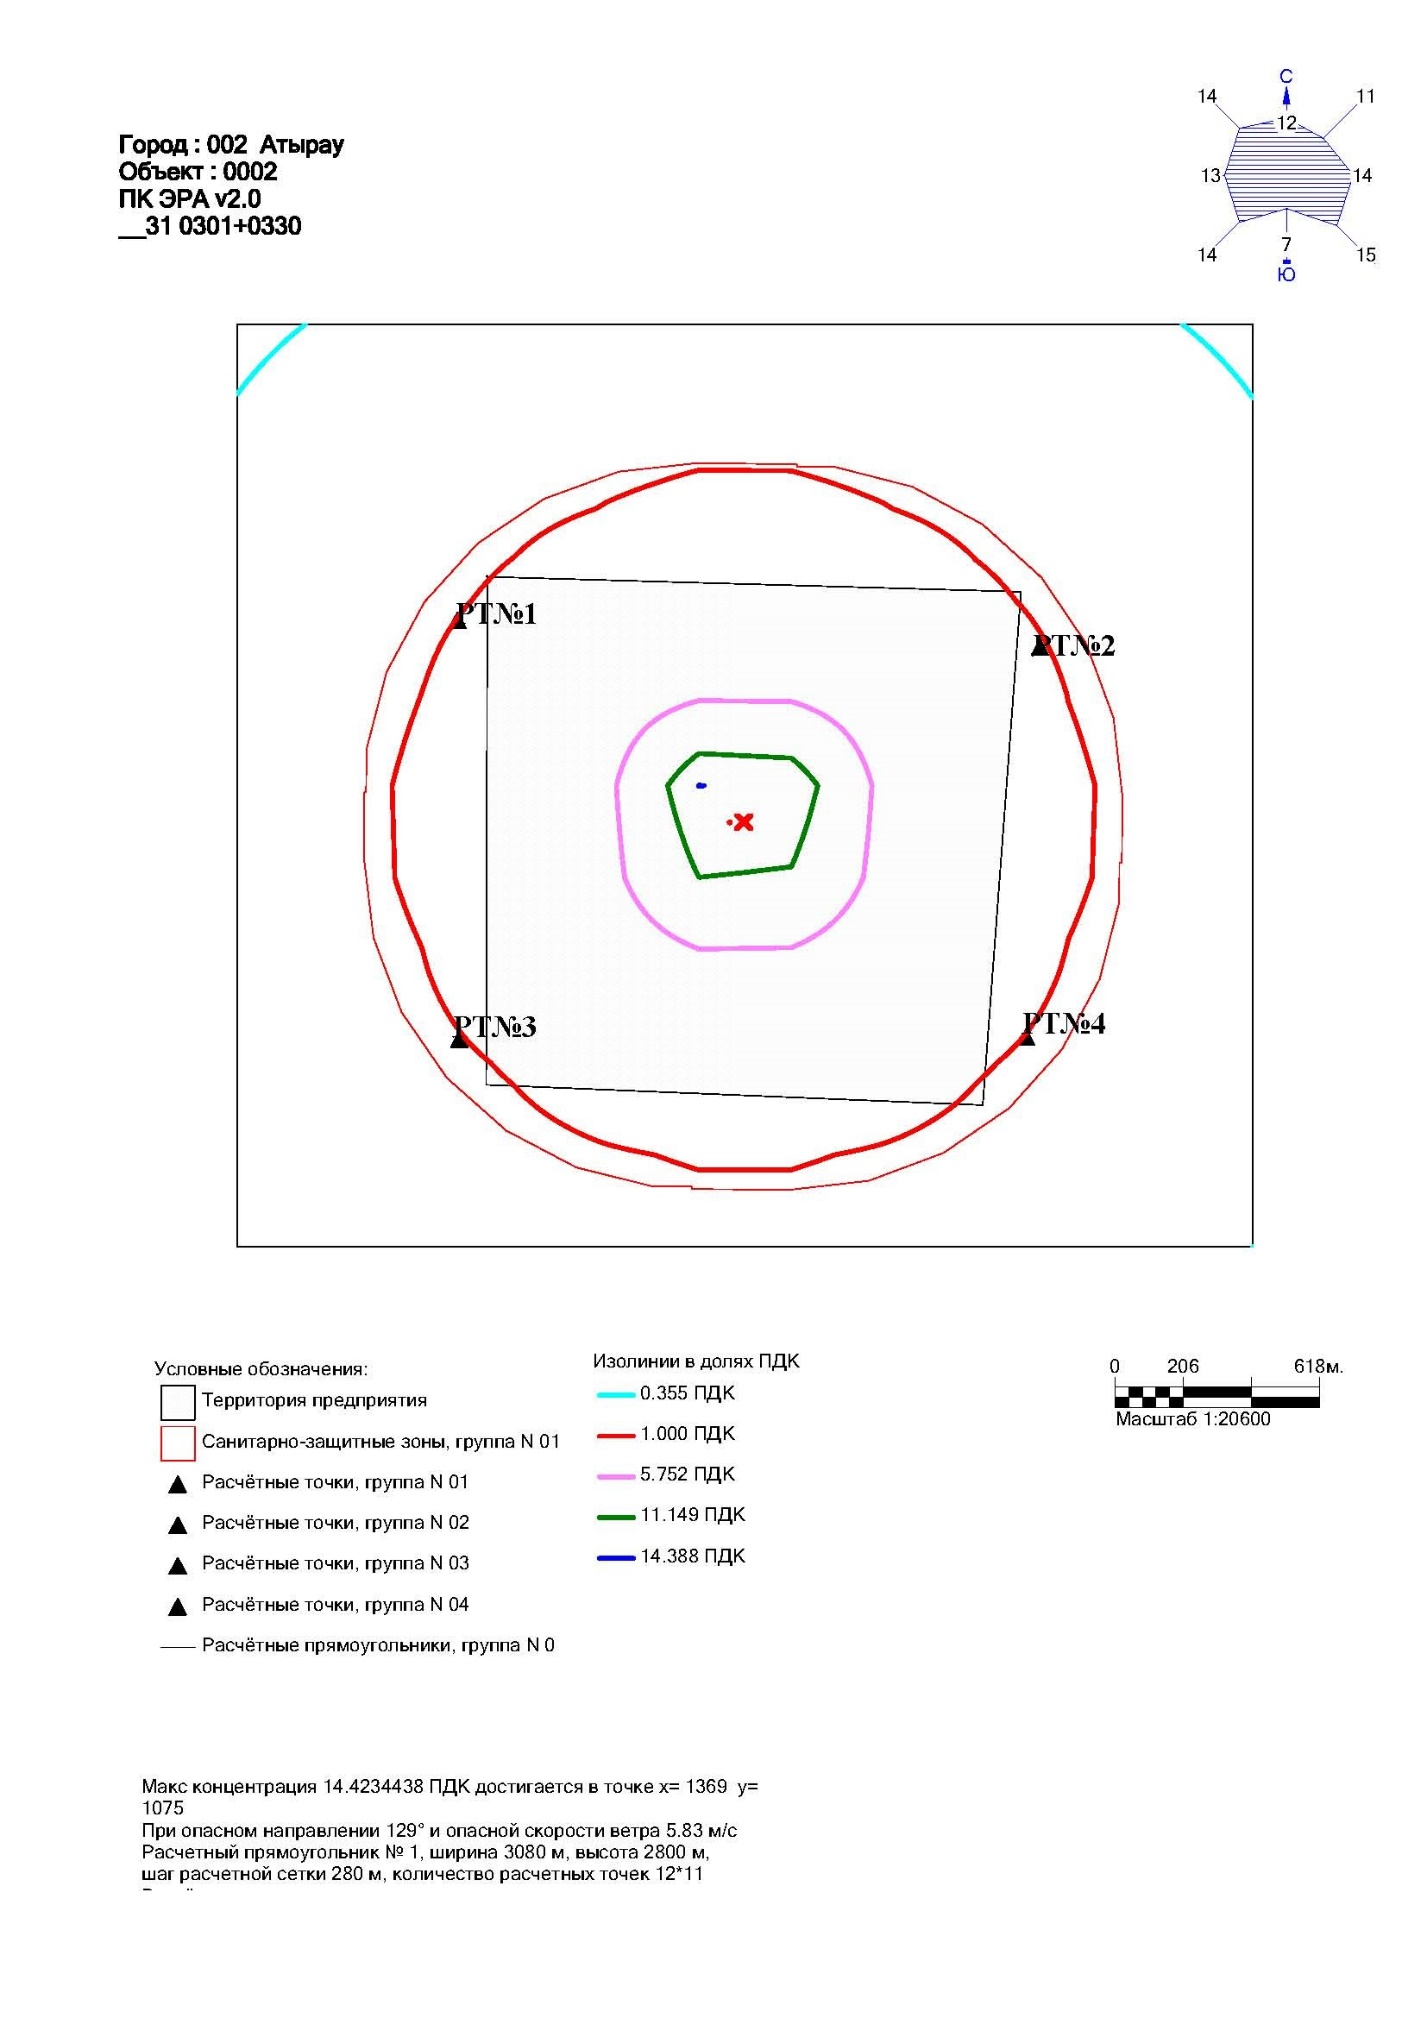 С
14
11
12
13
14
7
14
15
Ю
Город : 002 Атырау
Объект : 0002
ПК ЭРА v2.0
__31 0301+0330
РТ№1
РТ№2
РТ№3
РТ№4
Условные обозначения:
Территория предприятия
Санитарно-защитные зоны, группа N 01
Расчётные точки, группа N 01
Расчётные точки, группа N 02
Расчётные точки, группа N 03
Расчётные точки, группа N 04
Расчётные прямоугольники, группа N 0
Изолинии в долях ПДК
0.355 ПДК
1.000 ПДК
5.752 ПДК
11.149 ПДК
14.388 ПДК
0 206 618м.
Масштаб 1:20600
Макс концентрация 14.4234438 ПДК достигается в точке x= 1369 y=
1075
При опасном направлении 129° и опасной скорости ветра 5.83 м/с
Расчетный прямоугольник № 1, ширина 3080 м, высота 2800 м,
шаг расчетной сетки 280 м, количество расчетных точек 12*11